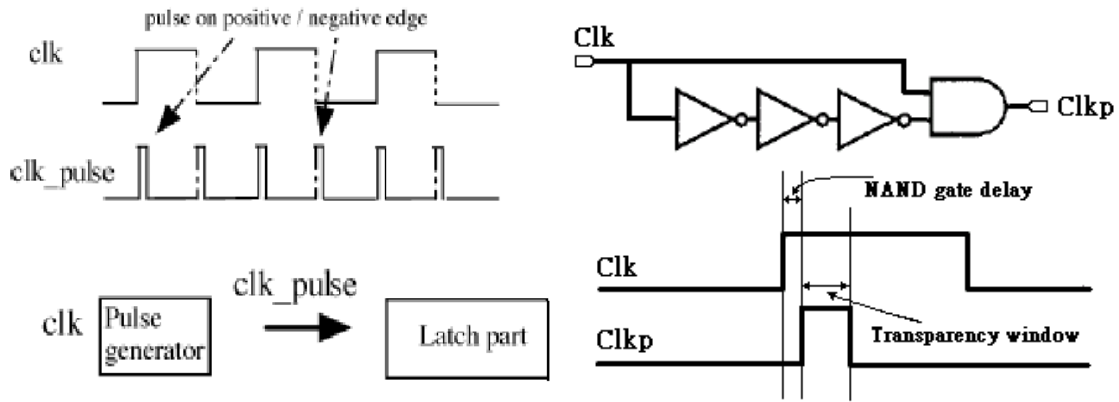 pulse on positive / negative edge
clk
clk_pulse
clk_pulse
clk
Pulse
generator
Latch part
Clk
Clkp
NAND gate delay
Clk
Transparency window
Clkp